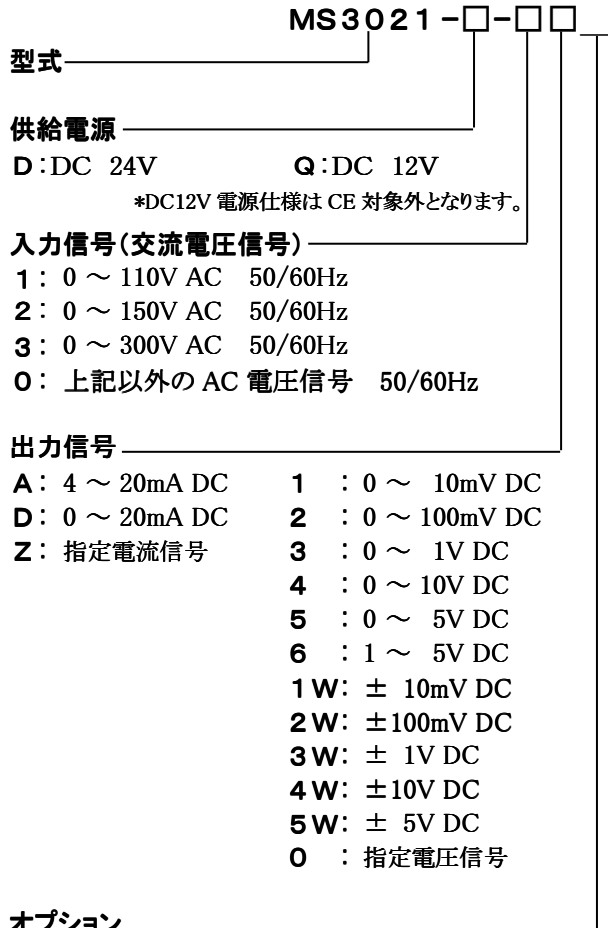 MS3021-□-□□
型式
供給電源
D:DC 24V Q:DC 12V
*DC12V 電源仕様は CE 対象外となります。
入力信号(交流電圧信号)
1: 0 ～ 110V AC 50/60Hz
2: 0 ～ 150V AC 50/60Hz
3: 0 ～ 300V AC 50/60Hz
0: 上記以外の AC 電圧信号 50/60Hz
出力信号
A: 4 ～ 20mA DC 1 : 0 ～ 10mV DC
D: 0 ～ 20mA DC 2 : 0 ～ 100mV DC
Z: 指定電流信号 3 : 0 ～ 1V DC
4 : 0 ～ 10V DC
5 : 0 ～ 5V DC
6 : 1 ～ 5V DC
1W: ± 10mV DC
2W: ±100mV DC
3W: ± 1V DC
4W: ±10V DC
5W: ± 5V DC
0 : 指定電圧信号
オプション